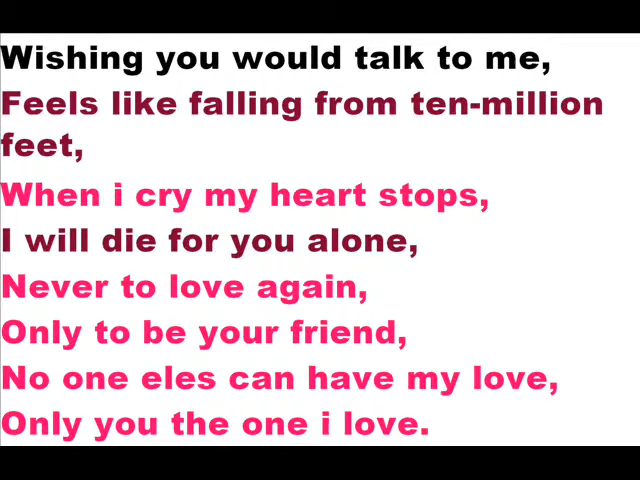 Wishing you would talk to me,
Feels like falling from ten-million
feet,
When i cry my heart stops,
I will die for you alone,
Never to love again,
Only to be your friend,
No one eles can have my love,
Only you the one i love.